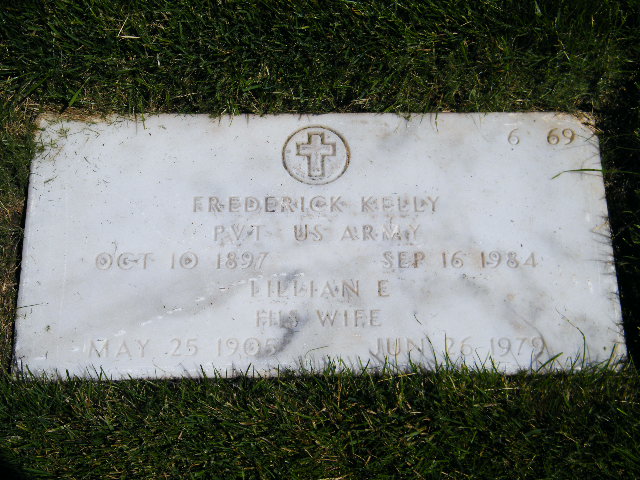 6 69
FREDERICK KELLY
PVT US ARMY
OCT 10 1897 SEP 16 1984
LILLIAN E
HIS WIFE
MAY 25 1905 JUN 26 1979